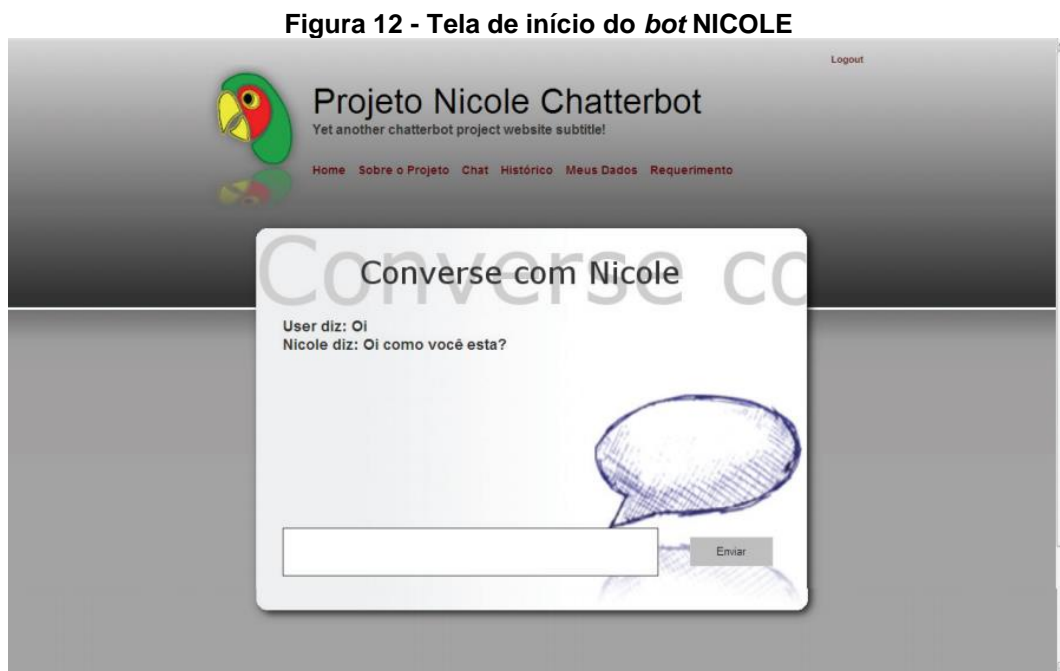 Figura 12 - Tela de início do bot NICOLE
Logout
Projeto Nicole Chatterbot
Yet another chatterbot project website subtitle!
Home Sobre o Projeto Chat Histórico Meus Dados Requerimento
Converse co
Converse com Nicole
User diz: Oi
Nicole diz: Oi como você esta?
Enviar